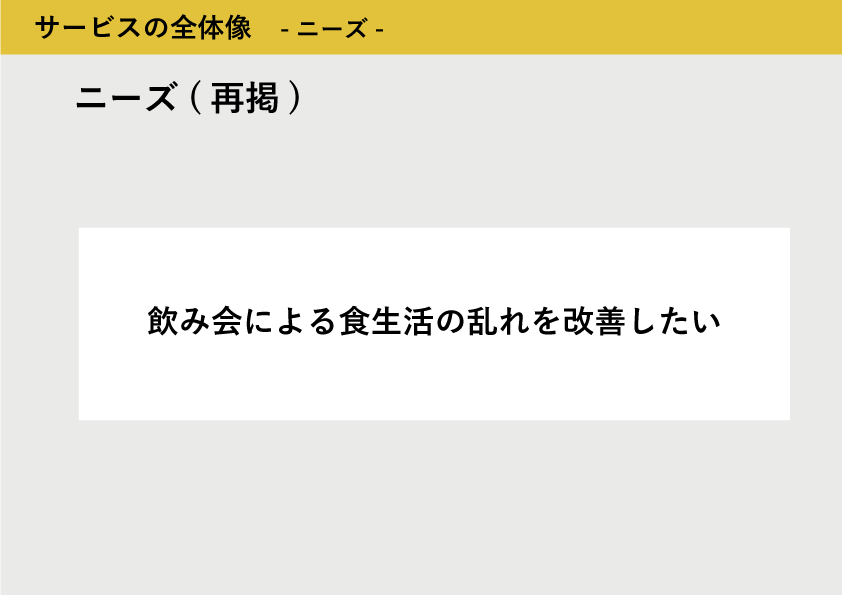 サービスの全体像　- ニーズ -
ニーズ ( 再掲 )
飲み会による食生活の乱れを改善したい